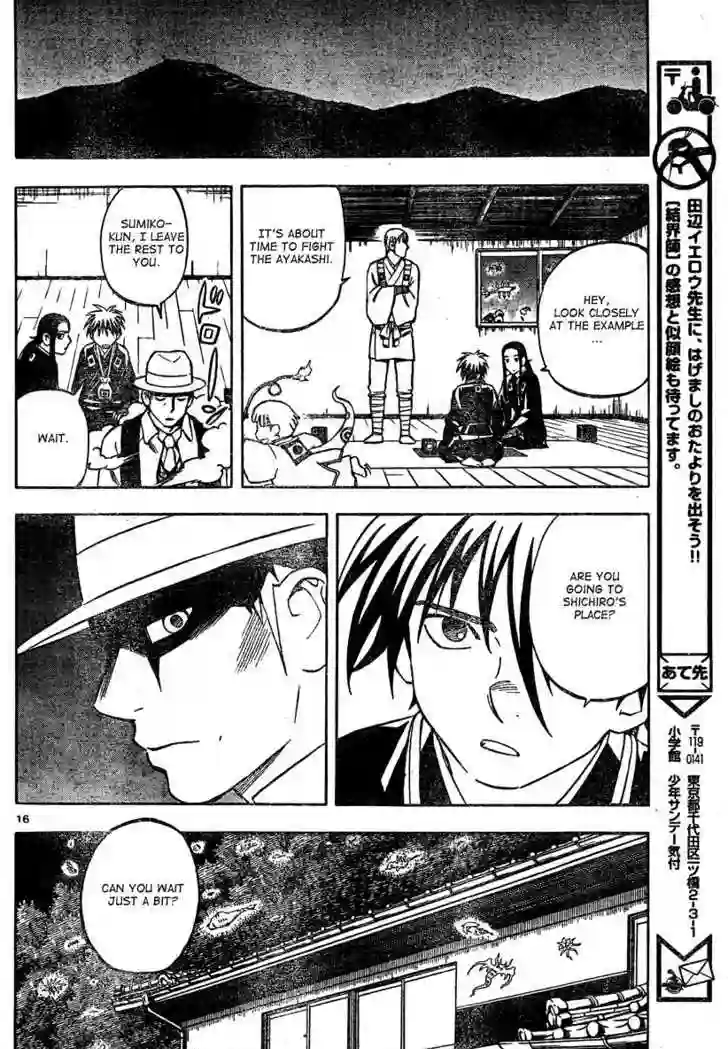 HEY,
LOOK CLOSELY
AT THE EXAMPLE
...
IT'S ABOUT
TIME TO FIGHT
THE AYAKASHI.
SUMIKO-
KUN, I LEAVE
THE REST TO
YOU.
WAIT.
ARE YOU
GOING TO
SHICHIRO'S
PLACE?
16
CAN YOU WAIT
JUST A BIT?
〒
田辺イエロウ先生に、はげましのおたよりを出そう!!
【結界師】の感想と似顔絵も待ってます。
あて先
〒119-0141 東京都千代田区一ツ橋2-3-1
小学館 少年サンデー気付